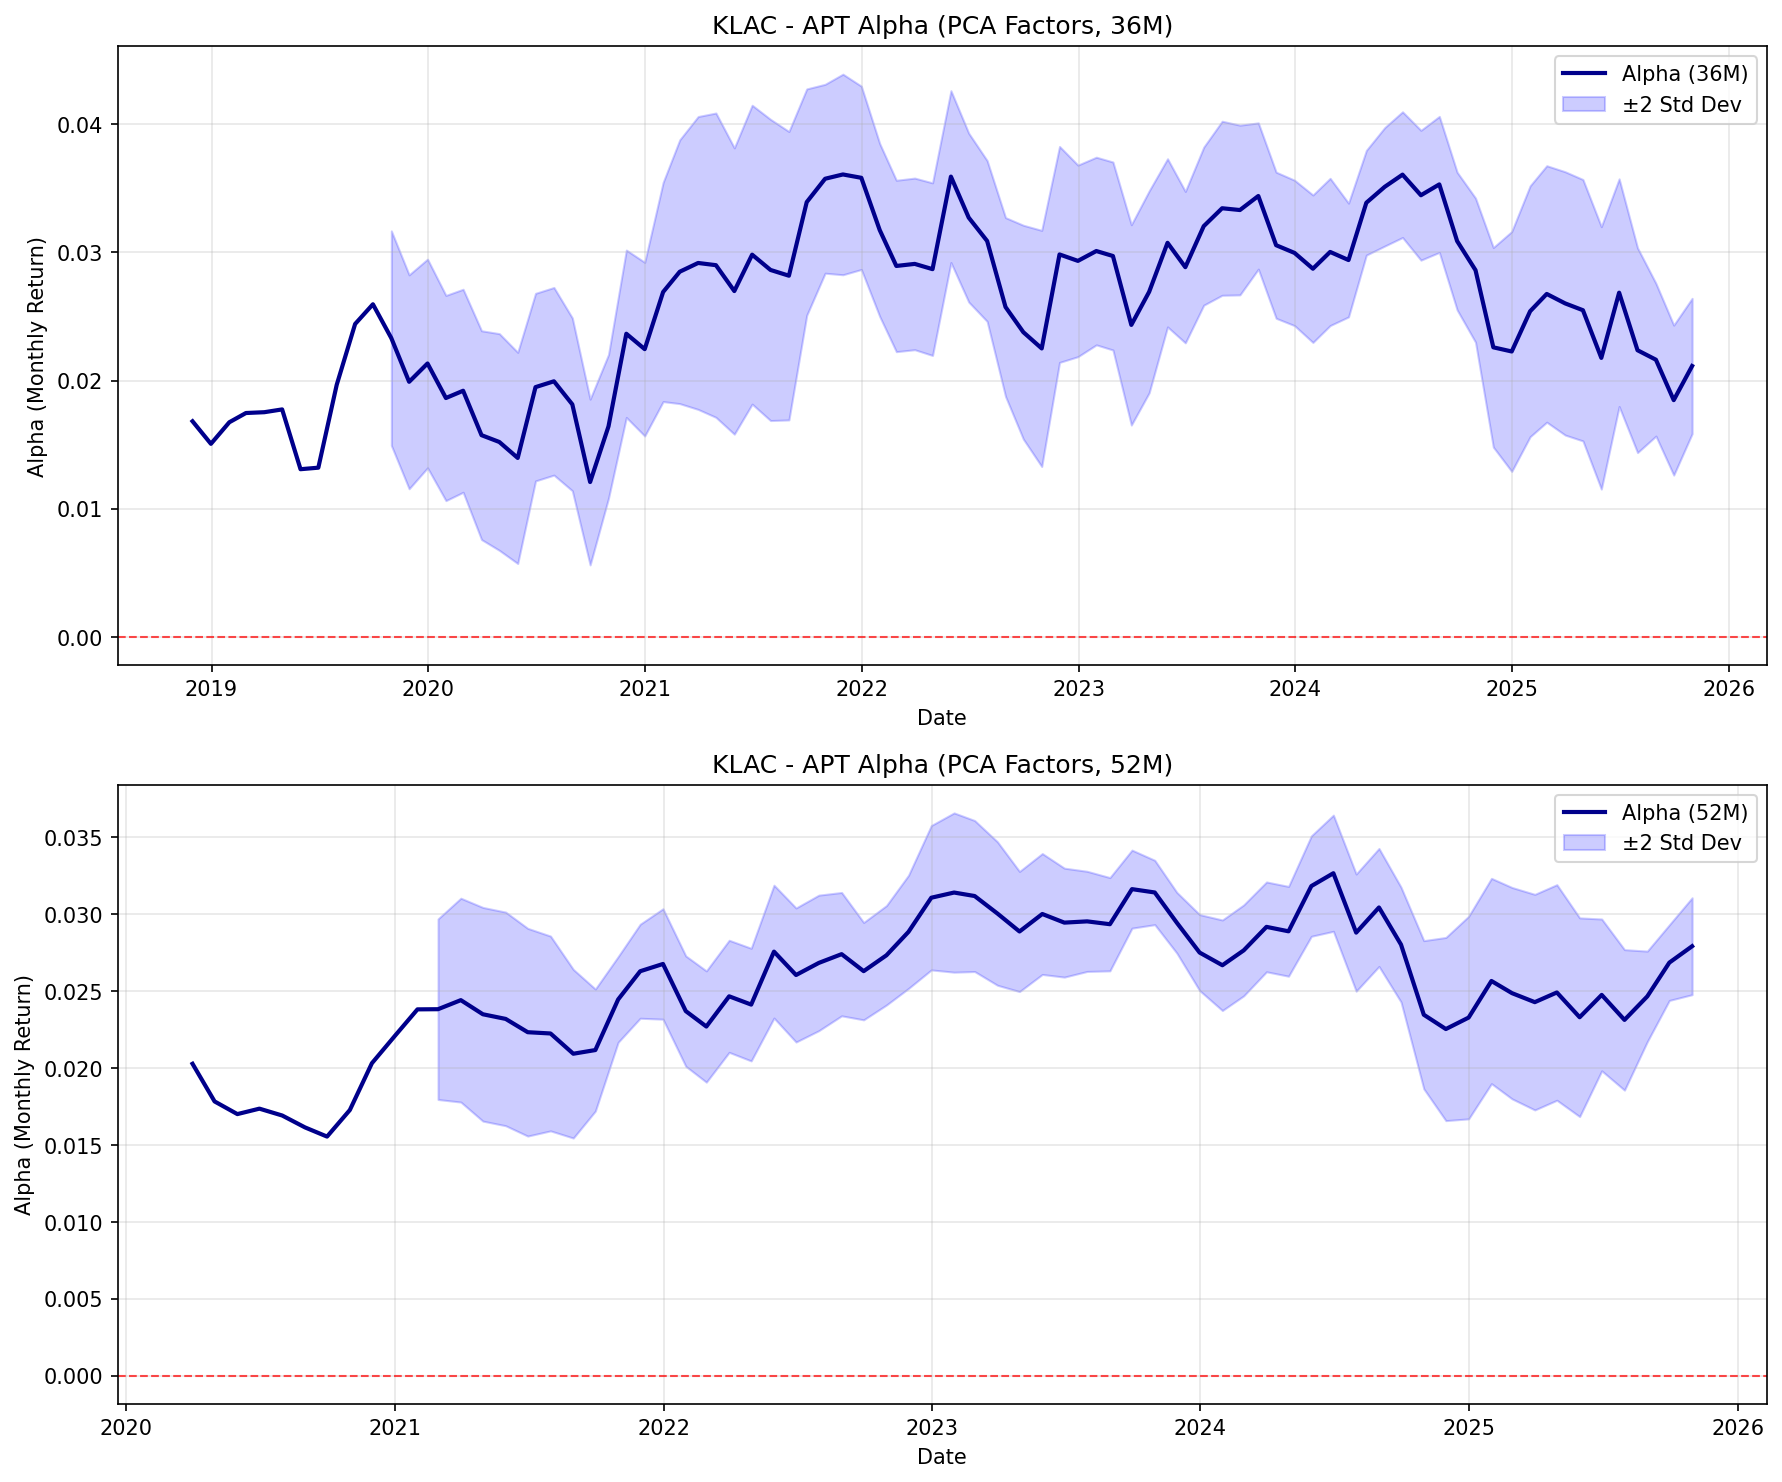 KLAC - APT Alpha (PCA Factors, 36M)
Alpha (Monthly Return)
0.04
0.03
0.02
0.01
0.00
Alpha (36M)
±2 Std Dev
2019 2020 2021 2022 2023 2024 2025 2026
Date
KLAC - APT Alpha (PCA Factors, 52M)
Alpha (Monthly Return)
0.035
0.030
0.025
0.020
0.015
0.010
0.005
0.000
Alpha (52M)
±2 Std Dev
2020 2021 2022 2023 2024 2025 2026
Date